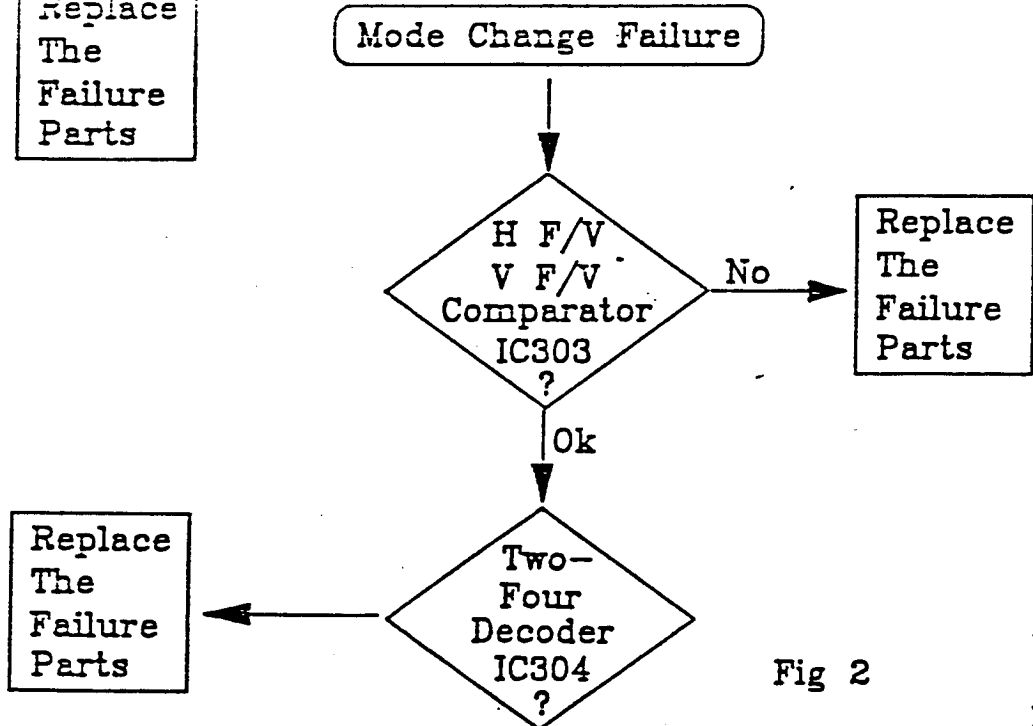 Replace
The
Failure
Parts
Mode Change Failure
H F/V
V F/V
Comparator
IC303
?
No
Replace
The
Failure
Parts
Ok
Two-
Four
Decoder
IC304
?
Replace
The
Failure
Parts
Fig 2